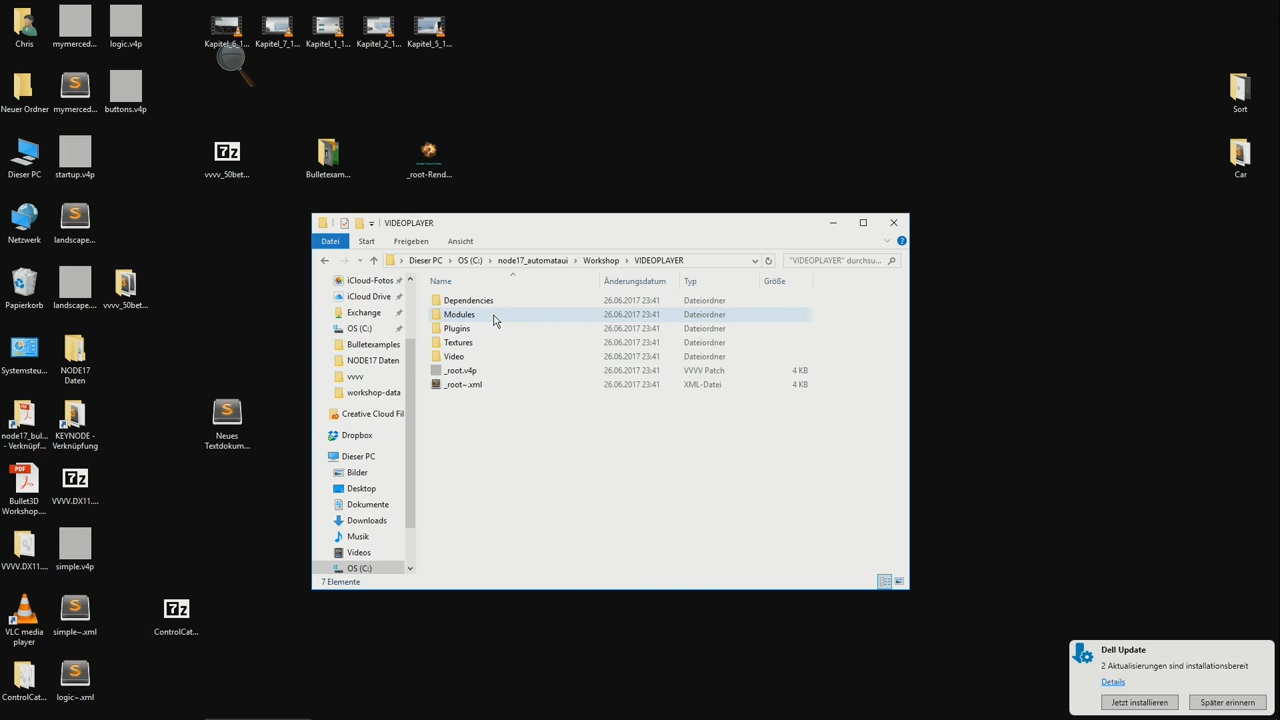 Chris
mymerced...
logic.v4p
Kapitel_6_1...
Kapitel_7_1...
Kapitel_1_1...
Kapitel_2_1...
Kapitel_5_1...
Neuer Ordner
mymerced...
buttons.v4p
Sort
Dieser PC
startup.v4p
7z
vvvv_50bet...
Bulletexam...
_root-Rend...
Car
Netzwerk
landscape...
Papierkorb
landscape....
vvvv_50bet...
Systemsteu...
NODE17
Daten
node17_bul...
- Verknüpf...
KEYNODE -
Verknüpfung
Neues
Textdokum...
PDF
Bullet3D
Workshop....
7z
VVVV.DX11....
VVVV.DX11....
simple.v4p
VLC media
player
simple~.xml
7z
ControlCat...
ControlCat...
logic~.xml
VIDEOPLAYER
Datei
Start
Freigeben
Ansicht
Dieser PC
OS (C:)
node17_automataui
Workshop
VIDEOPLAYER
"VIDEOPLAYER" durchsu...
iCloud-Fotos
iCloud Drive
Exchange
OS (C:)
Bulletexamples
NODE17 Daten
vvvv
workshop-data
Creative Cloud Fil
Dropbox
Dieser PC
Bilder
Desktop
Dokumente
Downloads
Musik
Videos
OS (C:)
Name Änderungsdatum Typ Größe
Dependencies 26.06.2017 23:41 Dateiordner
Modules 26.06.2017 23:41 Dateiordner
Plugins 26.06.2017 23:41 Dateiordner
Textures 26.06.2017 23:41 Dateiordner
Video 26.06.2017 23:41 Dateiordner
_root.v4p 26.06.2017 23:41 VVVV Patch 4 KB
_root~.xml 26.06.2017 23:41 XML-Datei 4 KB
7 Elemente
Dell Update
2 Aktualisierungen sind installationsbereit
Details
Jetzt installieren
Später erinnern